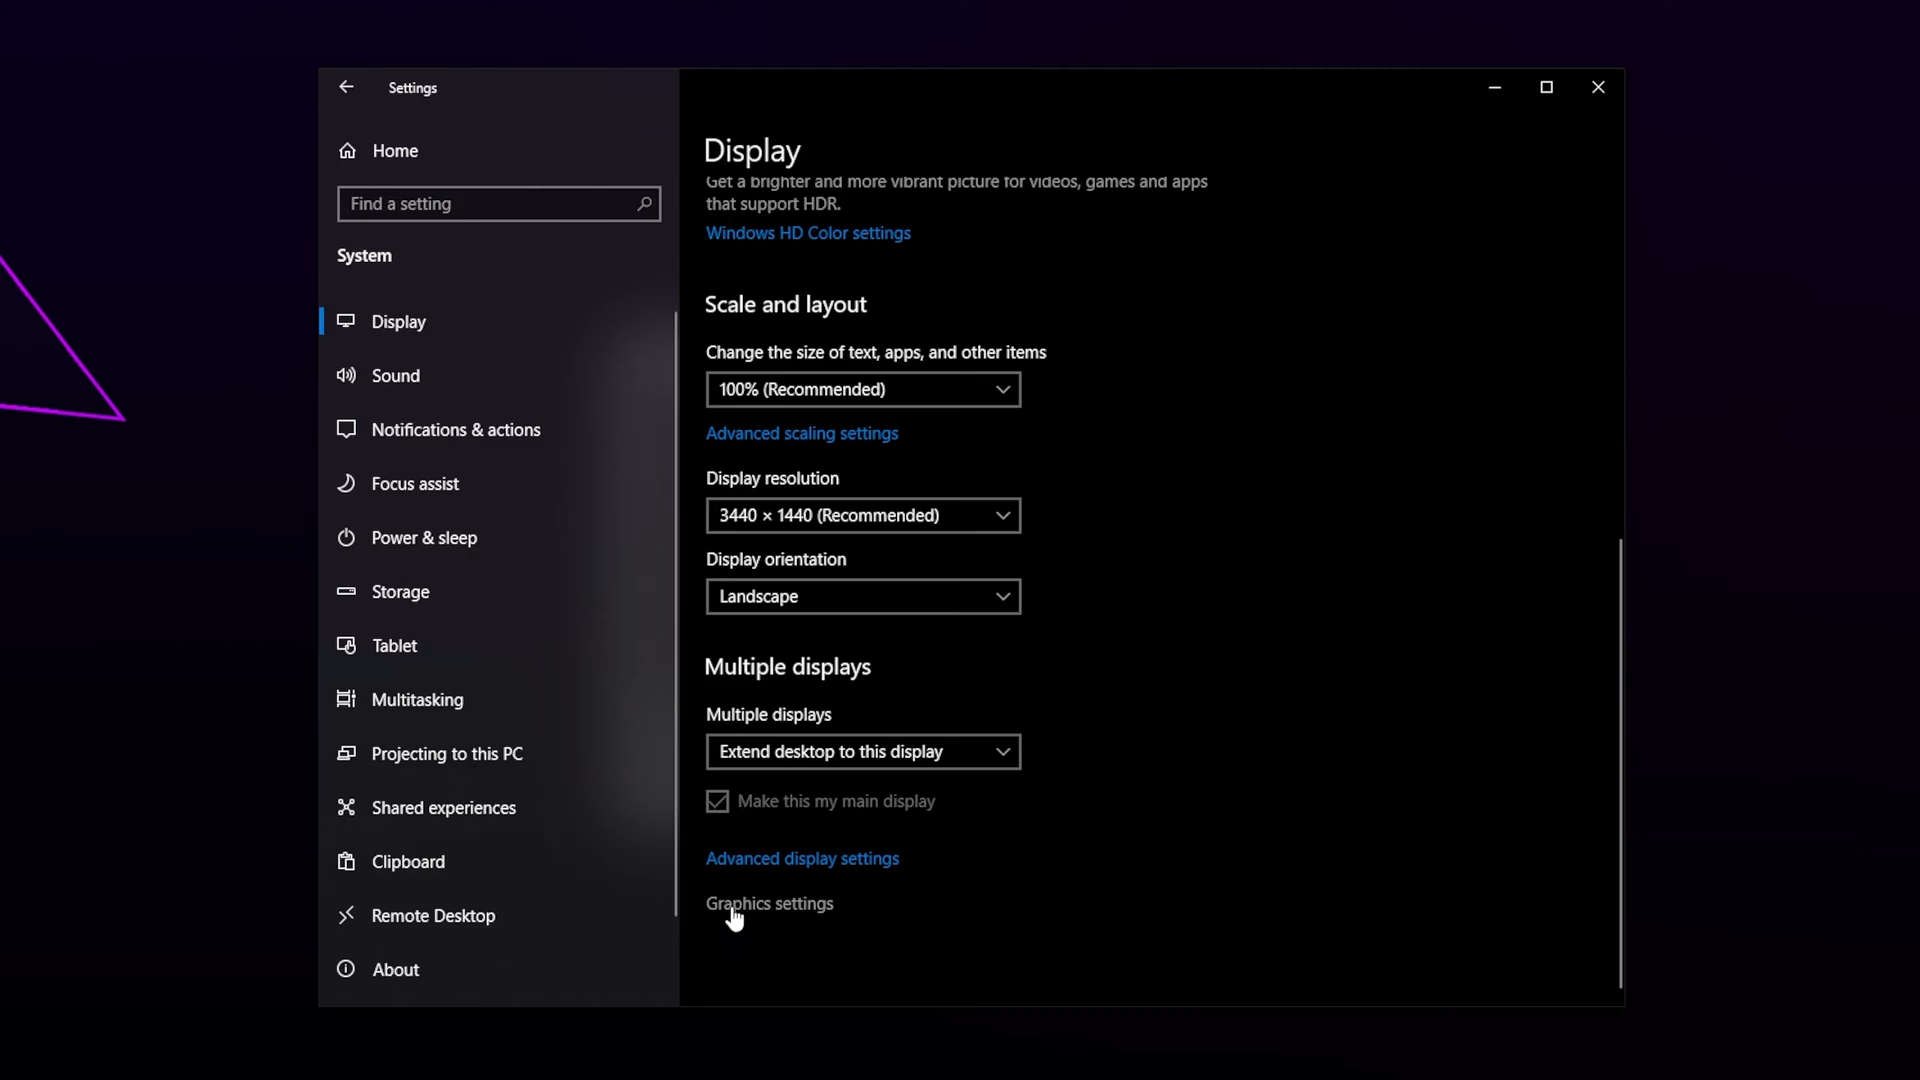 Settings
Home
Find a setting
System
Display
Sound
Notifications & actions
Focus assist
Power & sleep
Storage
Tablet
Multitasking
Projecting to this PC
Shared experiences
Clipboard
Remote Desktop
About
Display
Get a brighter and more vibrant picture for videos, games and apps
that support HDR.
Windows HD Color settings
Scale and layout
Change the size of text, apps, and other items
100% (Recommended)
Advanced scaling settings
Display resolution
3440 × 1440 (Recommended)
Display orientation
Landscape
Multiple displays
Multiple displays
Extend desktop to this display
Make this my main display
Advanced display settings
Graphics settings